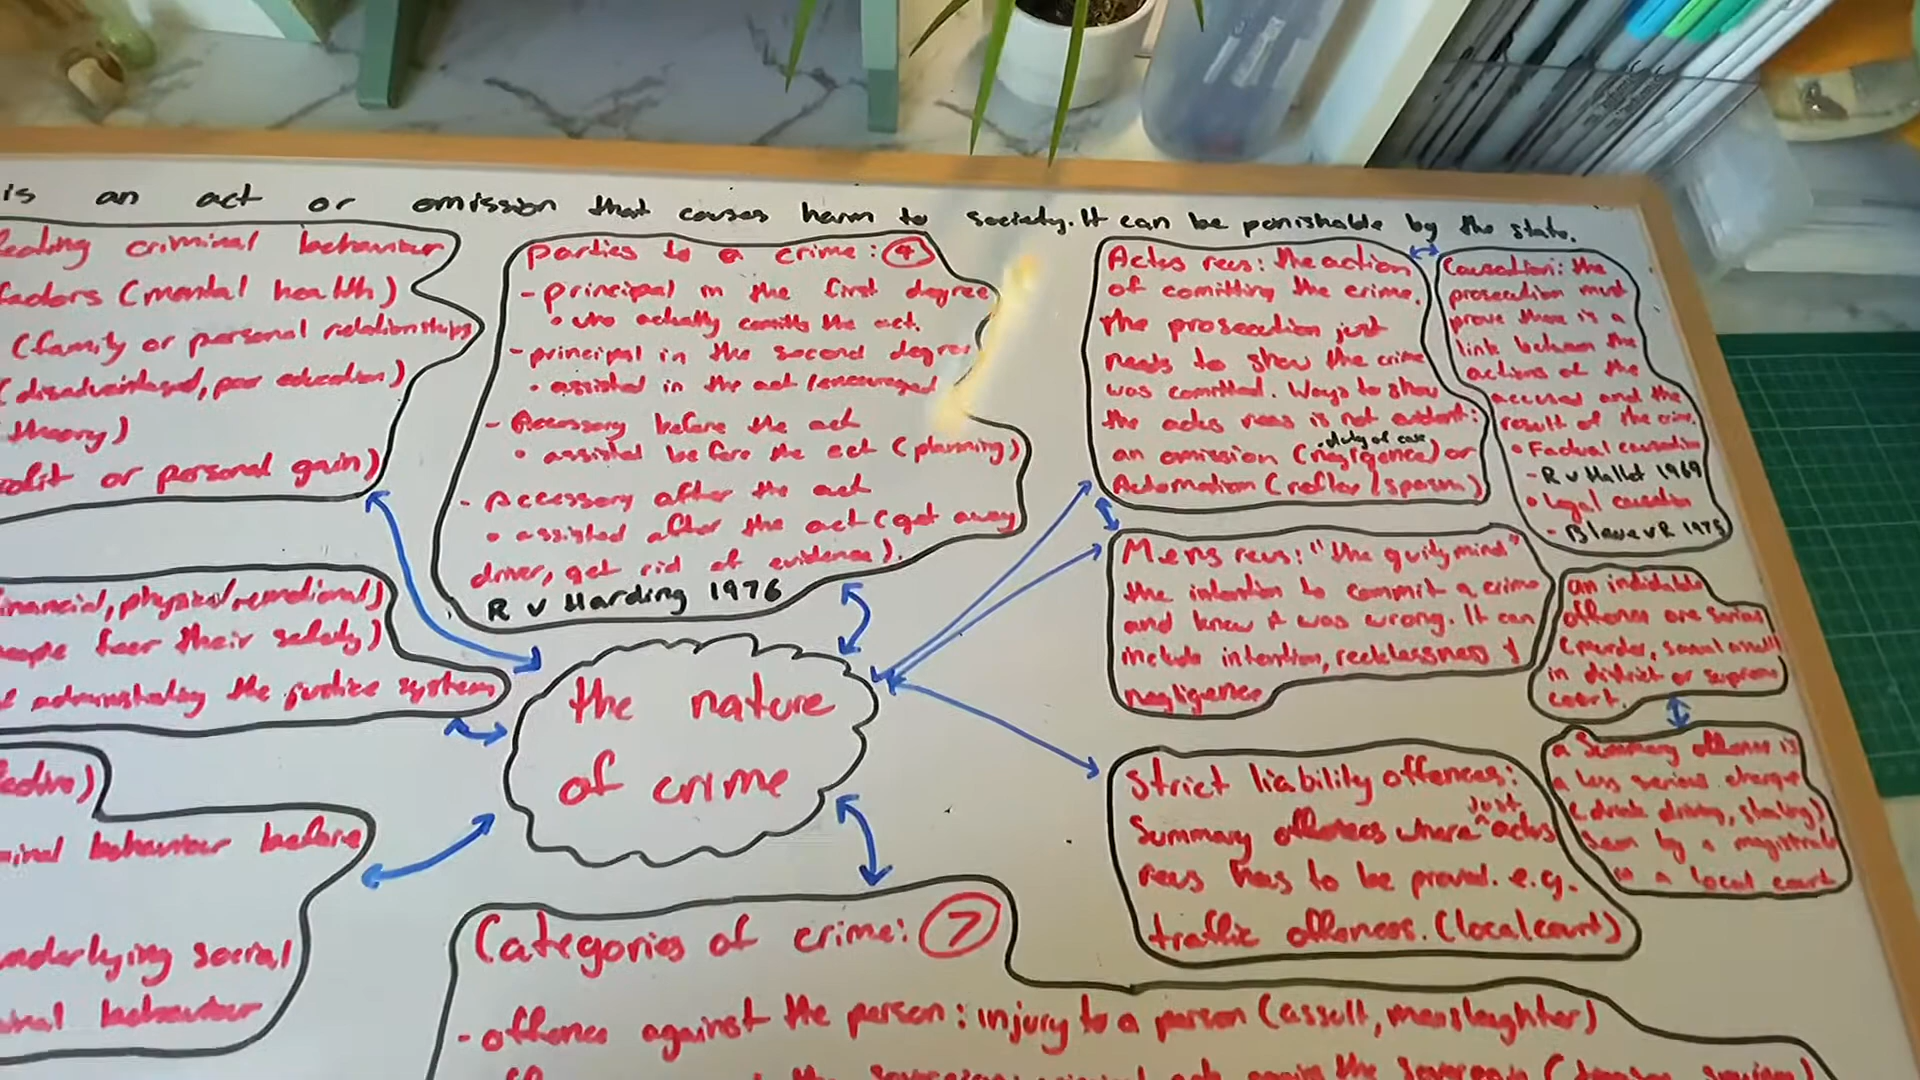 is an act or omission that causes harm to society. It can be punishable by the state.
criminal behaviour
factors (mental health)
(family or personal relationships
(disadvantaged, poor education)
theory)
profit or personal gain)
Parties to a crime: 4
- principal in the first degree
• who actually comitts the act.
- principal in the second degree
• assisted in the act / encouraged
- Accessory before the act
• assisted before the act (planning)
- Accessory after the act
• assisted after the act (get away
driver, get rid of evidence).
R v Harding 1976
Actus reus: the action
of comitting the crime.
The prosecution just
needs to show the crime
was comitted. Ways to show
the actus reus is not evident:
• duty of care
an omission (negligence) or
Automation (reflex / spasm)
Causation: the
prosecution must
prove there is a
link between the
actions of the
accused and the
result of the crime.
• Factual causation
- R v Hallet 1969
• Legal causation
- Blaue v R 1975
Mens reus: "the guilty mind"
the intention to commit a crime
and knew it was wrong. It can
include intention, recklessness +
negligence
an indictable
offence are serious
(murder, sexual assault)
in district or supreme
court.
financial, physical, emotional)
people fear their safety)
of administrating the justice system
the nature
of crime
Strict liability offences:
just
Summary offences where ^ actus
reus has to be proved. e.g.
traffic offences. (local court)
a Summary offence is
a less serious charge
(drink driving, stealing)
Seen by a magistrate
in a local court
behaviour before
underlying social
behaviour
Categories of crime: 7
- offence against the person: injury to a person (assult, manslaughter)
the sovereign: